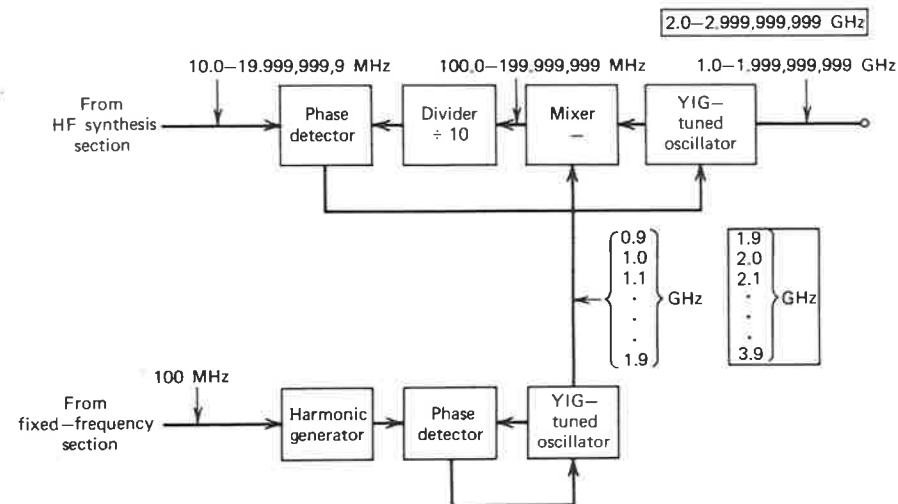 2.0–2.999,999,999 GHz
10.0–19.999,999,9 MHz
100.0–199.999,999 MHz
1.0–1.999,999,999 GHz
From
HF synthesis
section
Phase
detector
Divider
÷ 10
Mixer
–
YIG–
tuned
oscillator
0.9
1.0
1.1
.
.
.
1.9
GHz
1.9
2.0
2.1
.
.
.
3.9
GHz
100 MHz
From
fixed–frequency
section
Harmonic
generator
Phase
detector
YIG–
tuned
oscillator